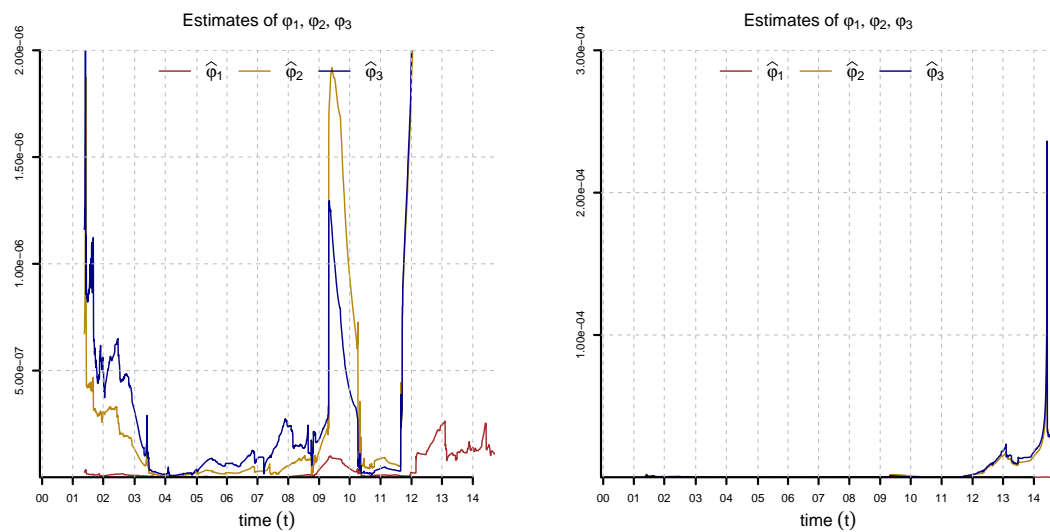 Estimates of φ1, φ2, φ3
φ̂1 φ̂2 φ̂3
2.00e−06
1.50e−06
1.00e−06
5.00e−07
00 01 02 03 04 05 06 07 08 09 10 11 12 13 14
time (t)
Estimates of φ1, φ2, φ3
φ̂1 φ̂2 φ̂3
3.00e−04
2.00e−04
1.00e−04
00 01 02 03 04 05 06 07 08 09 10 11 12 13 14
time (t)